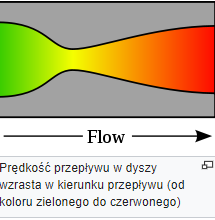 Flow
Prędkość przepływu w dyszy
wzrasta w kierunku przepływu (od
koloru zielonego do czerwonego)